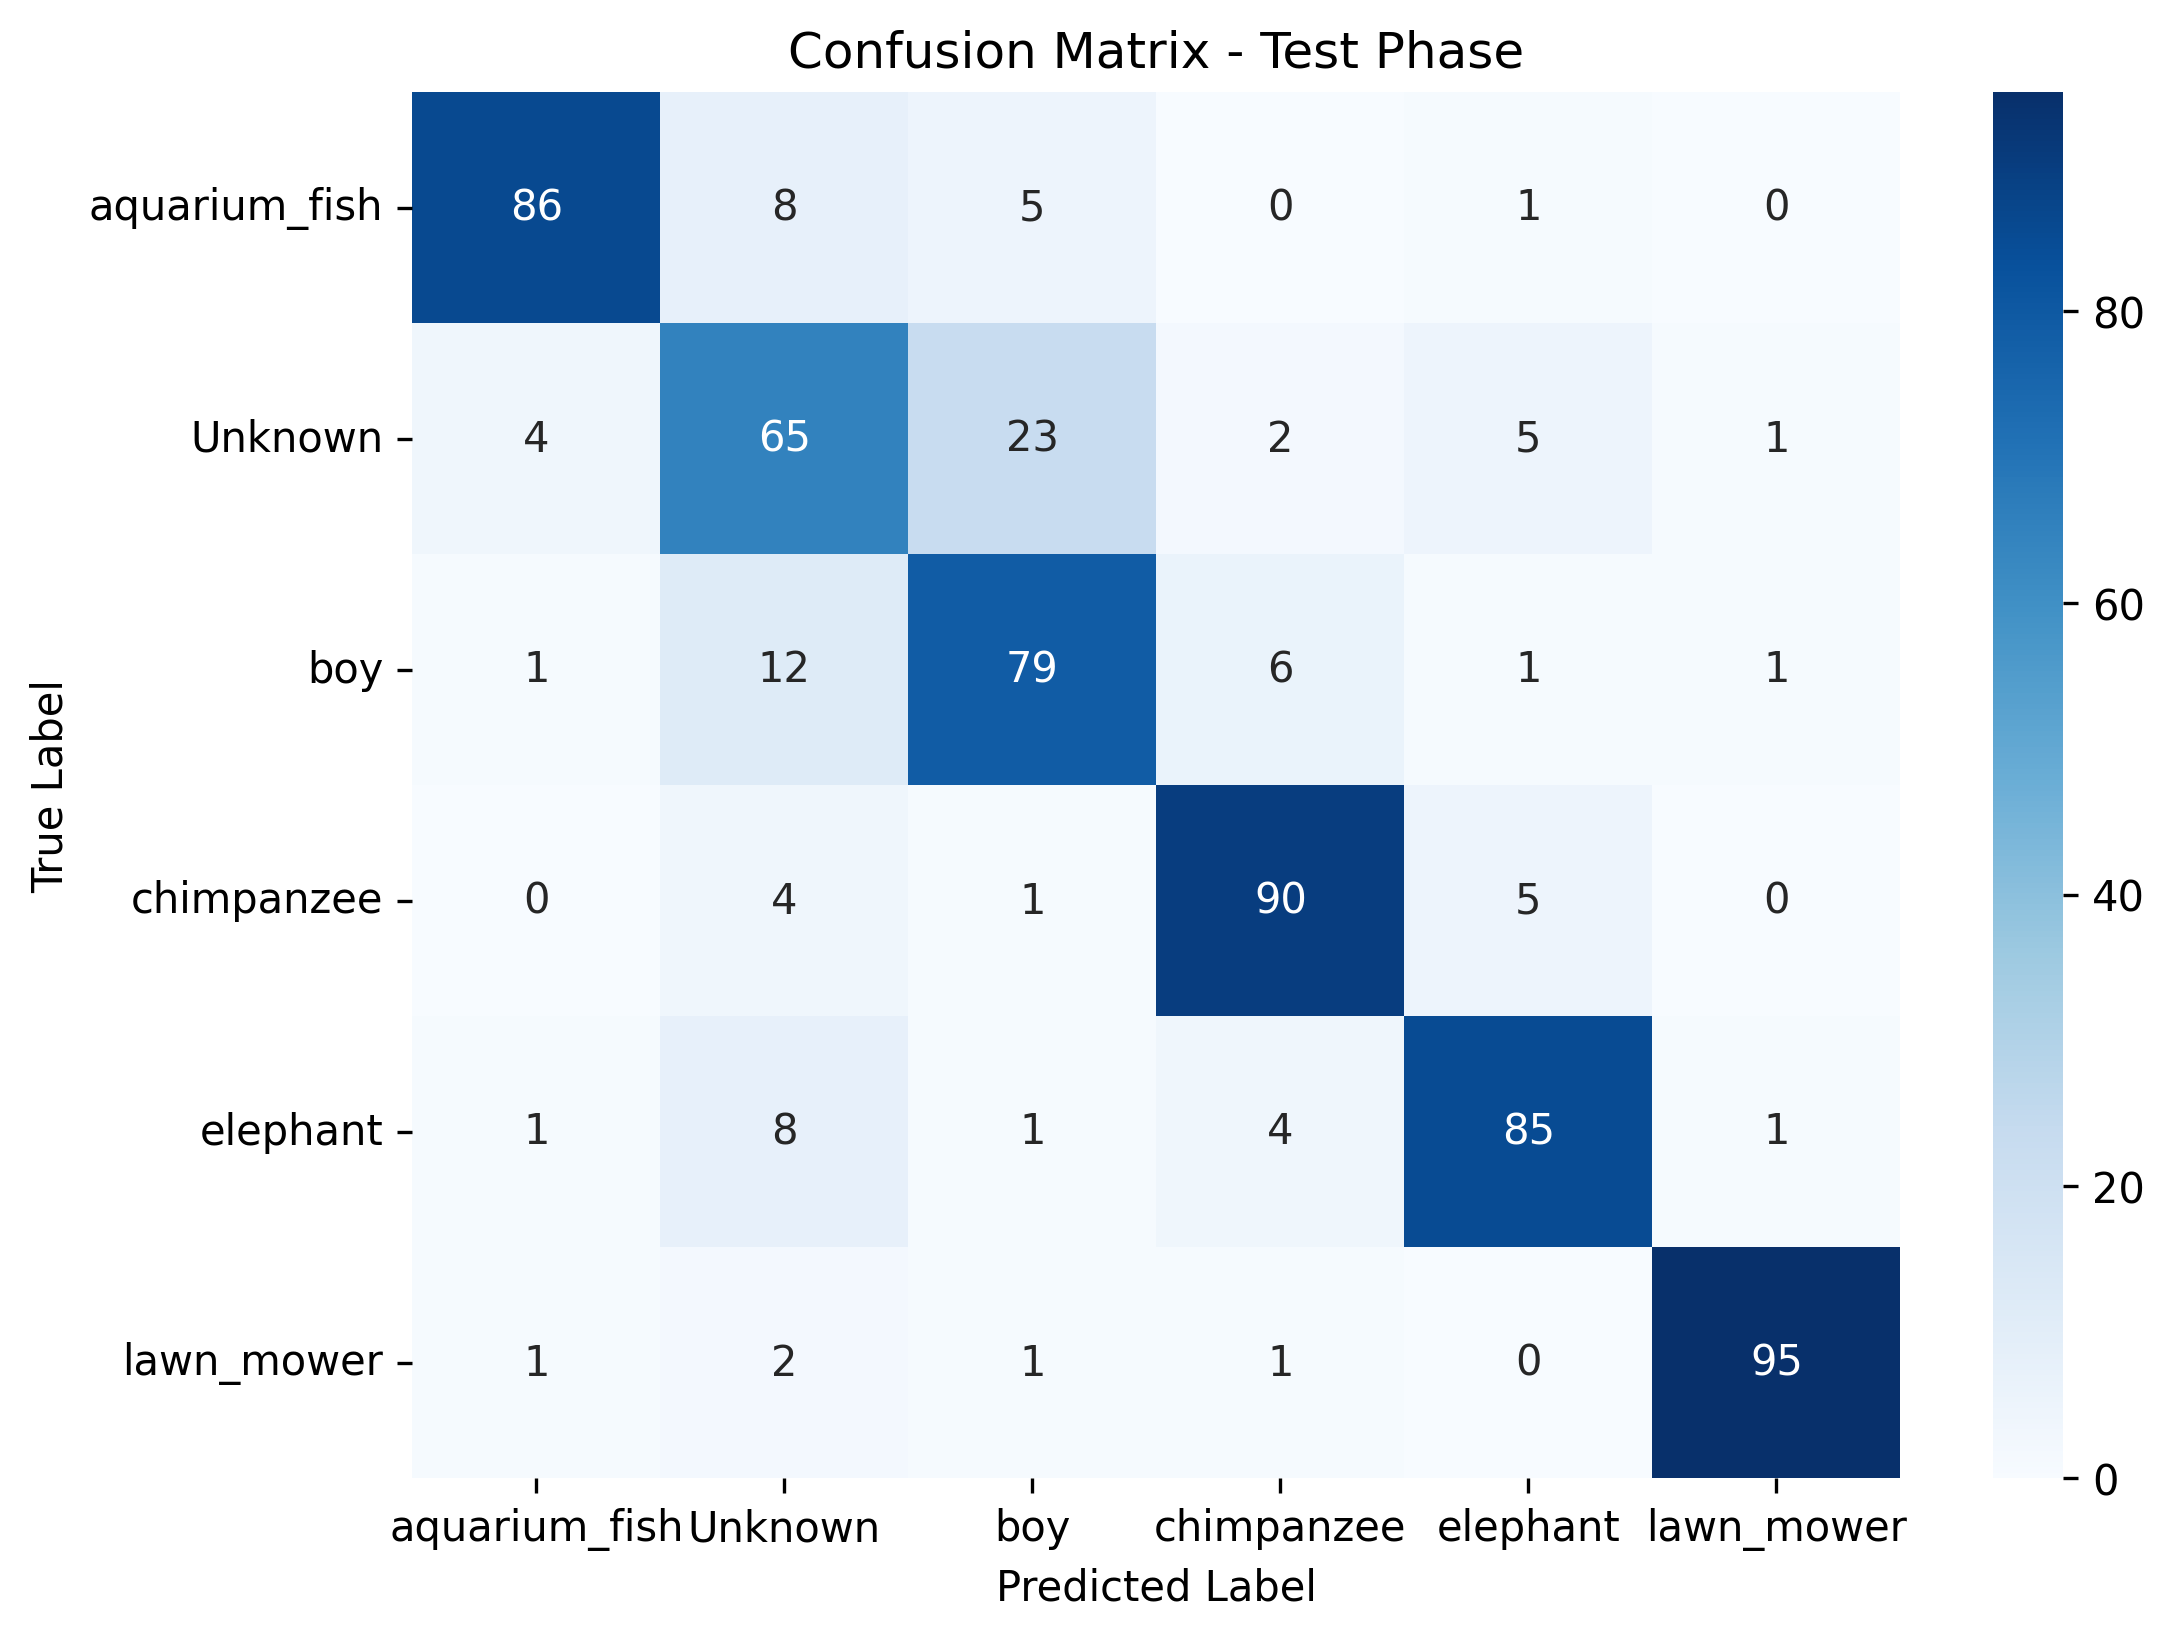 Confusion Matrix - Test Phase
aquarium_fish 86 8 5 0 1 0
Unknown 4 65 23 2 5 1
boy 1 12 79 6 1 1
chimpanzee 0 4 1 90 5 0
elephant 1 8 1 4 85 1
lawn_mower 1 2 1 1 0 95
aquarium_fish Unknown boy chimpanzee elephant lawn_mower
Predicted Label
True Label
80
60
40
20
0